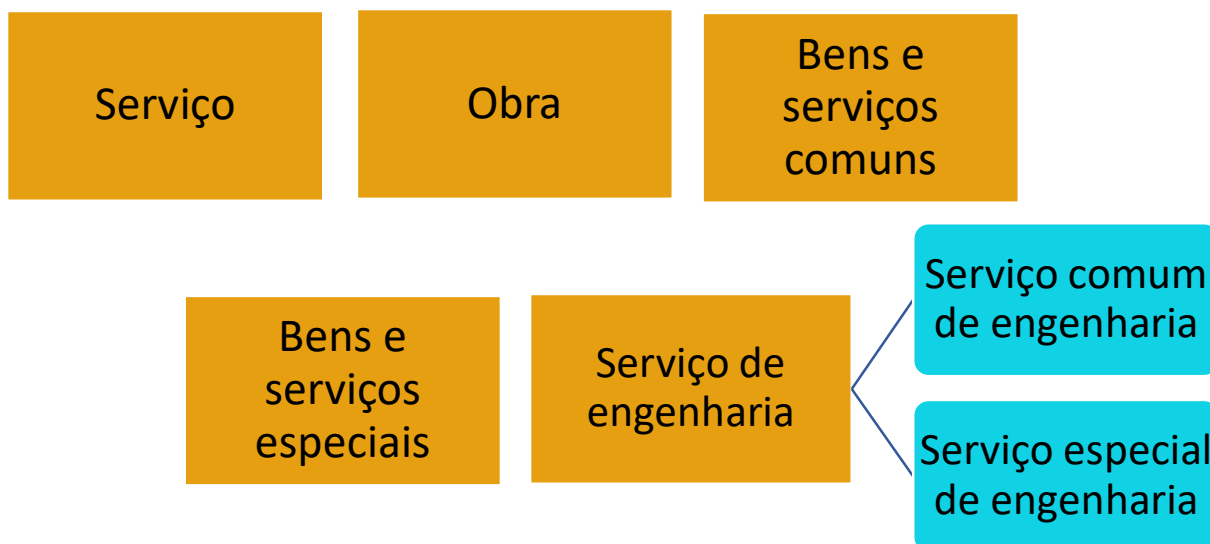 Serviço
Obra
Bens e
serviços
comuns
Bens e
serviços
especiais
Serviço de
engenharia
Serviço comum
de engenharia
Serviço especial
de engenharia